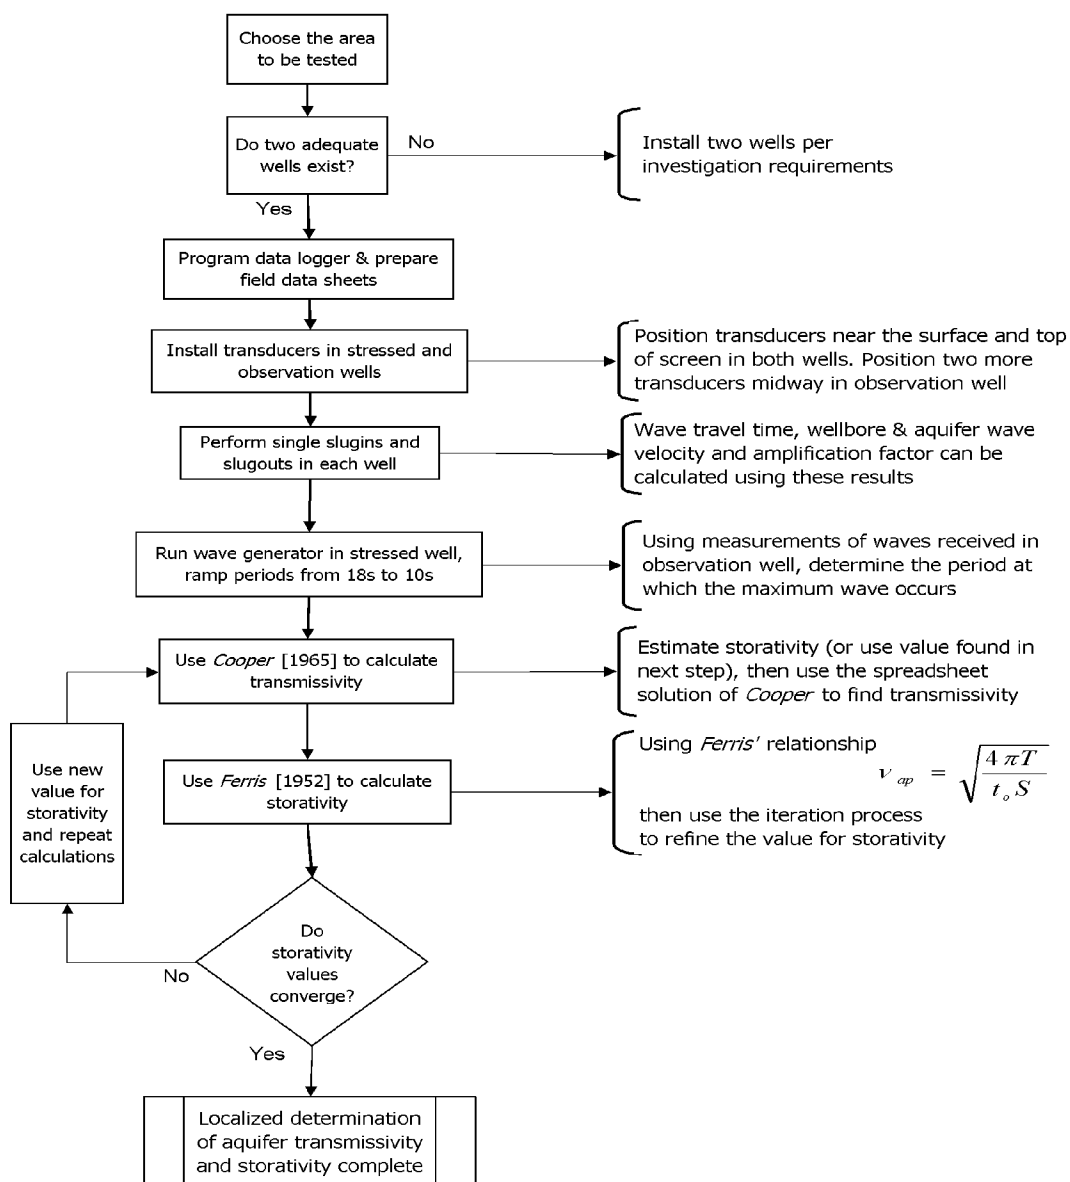 Choose the area
to be tested
Do two adequate
wells exist?
No
Install two wells per
investigation requirements
Yes
Program data logger & prepare
field data sheets
Install transducers in stressed and
observation wells
Position transducers near the surface and top
of screen in both wells. Position two more
transducers midway in observation well
Perform single slugins and
slugouts in each well
Wave travel time, wellbore & aquifer wave
velocity and amplification factor can be
calculated using these results
Run wave generator in stressed well,
ramp periods from 18s to 10s
Using measurements of waves received in
observation well, determine the period at
which the maximum wave occurs
Use Cooper [1965] to calculate
transmissivity
Estimate storativity (or use value found in
next step), then use the spreadsheet
solution of Cooper to find transmissivity
Use Ferris [1952] to calculate
storativity
Using Ferris' relationship
ν_ap = √(4πT / t_o S)
then use the iteration process
to refine the value for storativity
Use new
value for
storativity
and repeat
calculations
Do
storativity
values
converge?
No
Yes
Localized determination
of aquifer transmissivity
and storativity complete